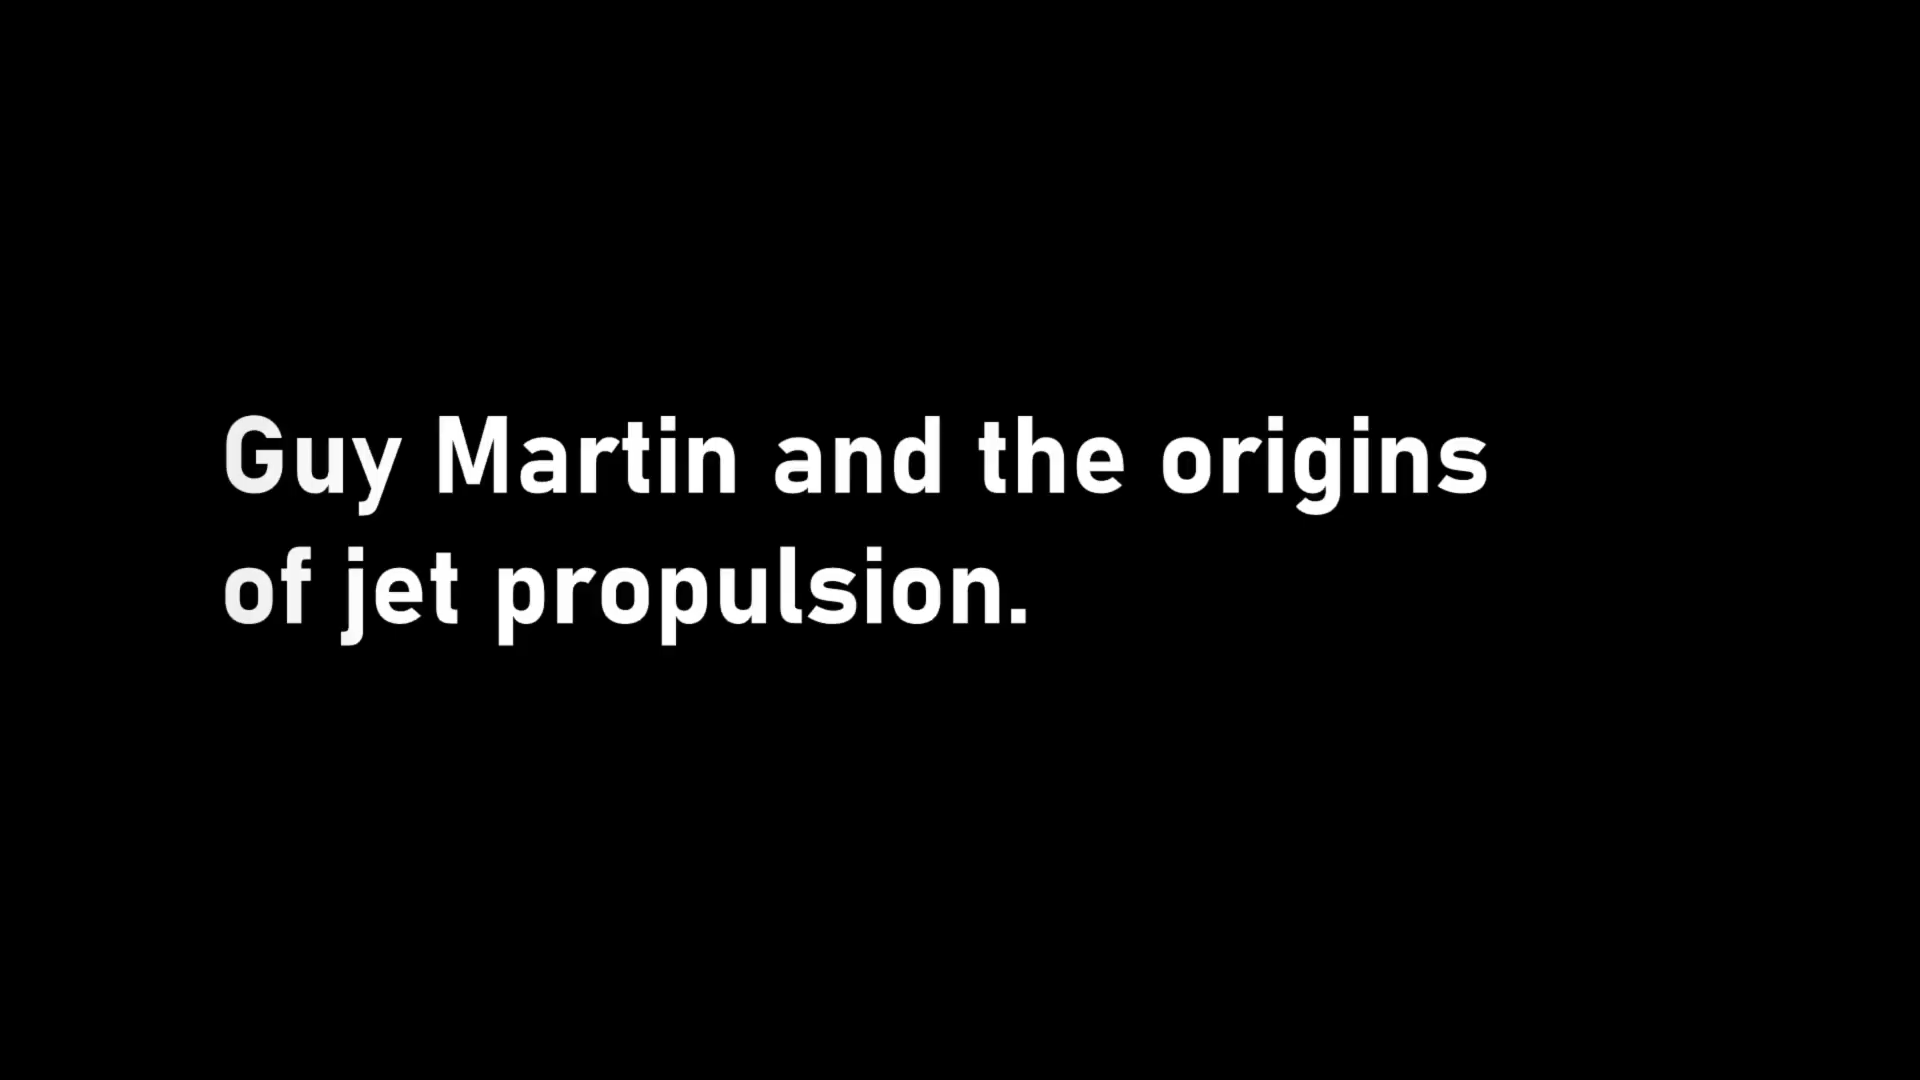 Guy Martin and the origins
of jet propulsion.